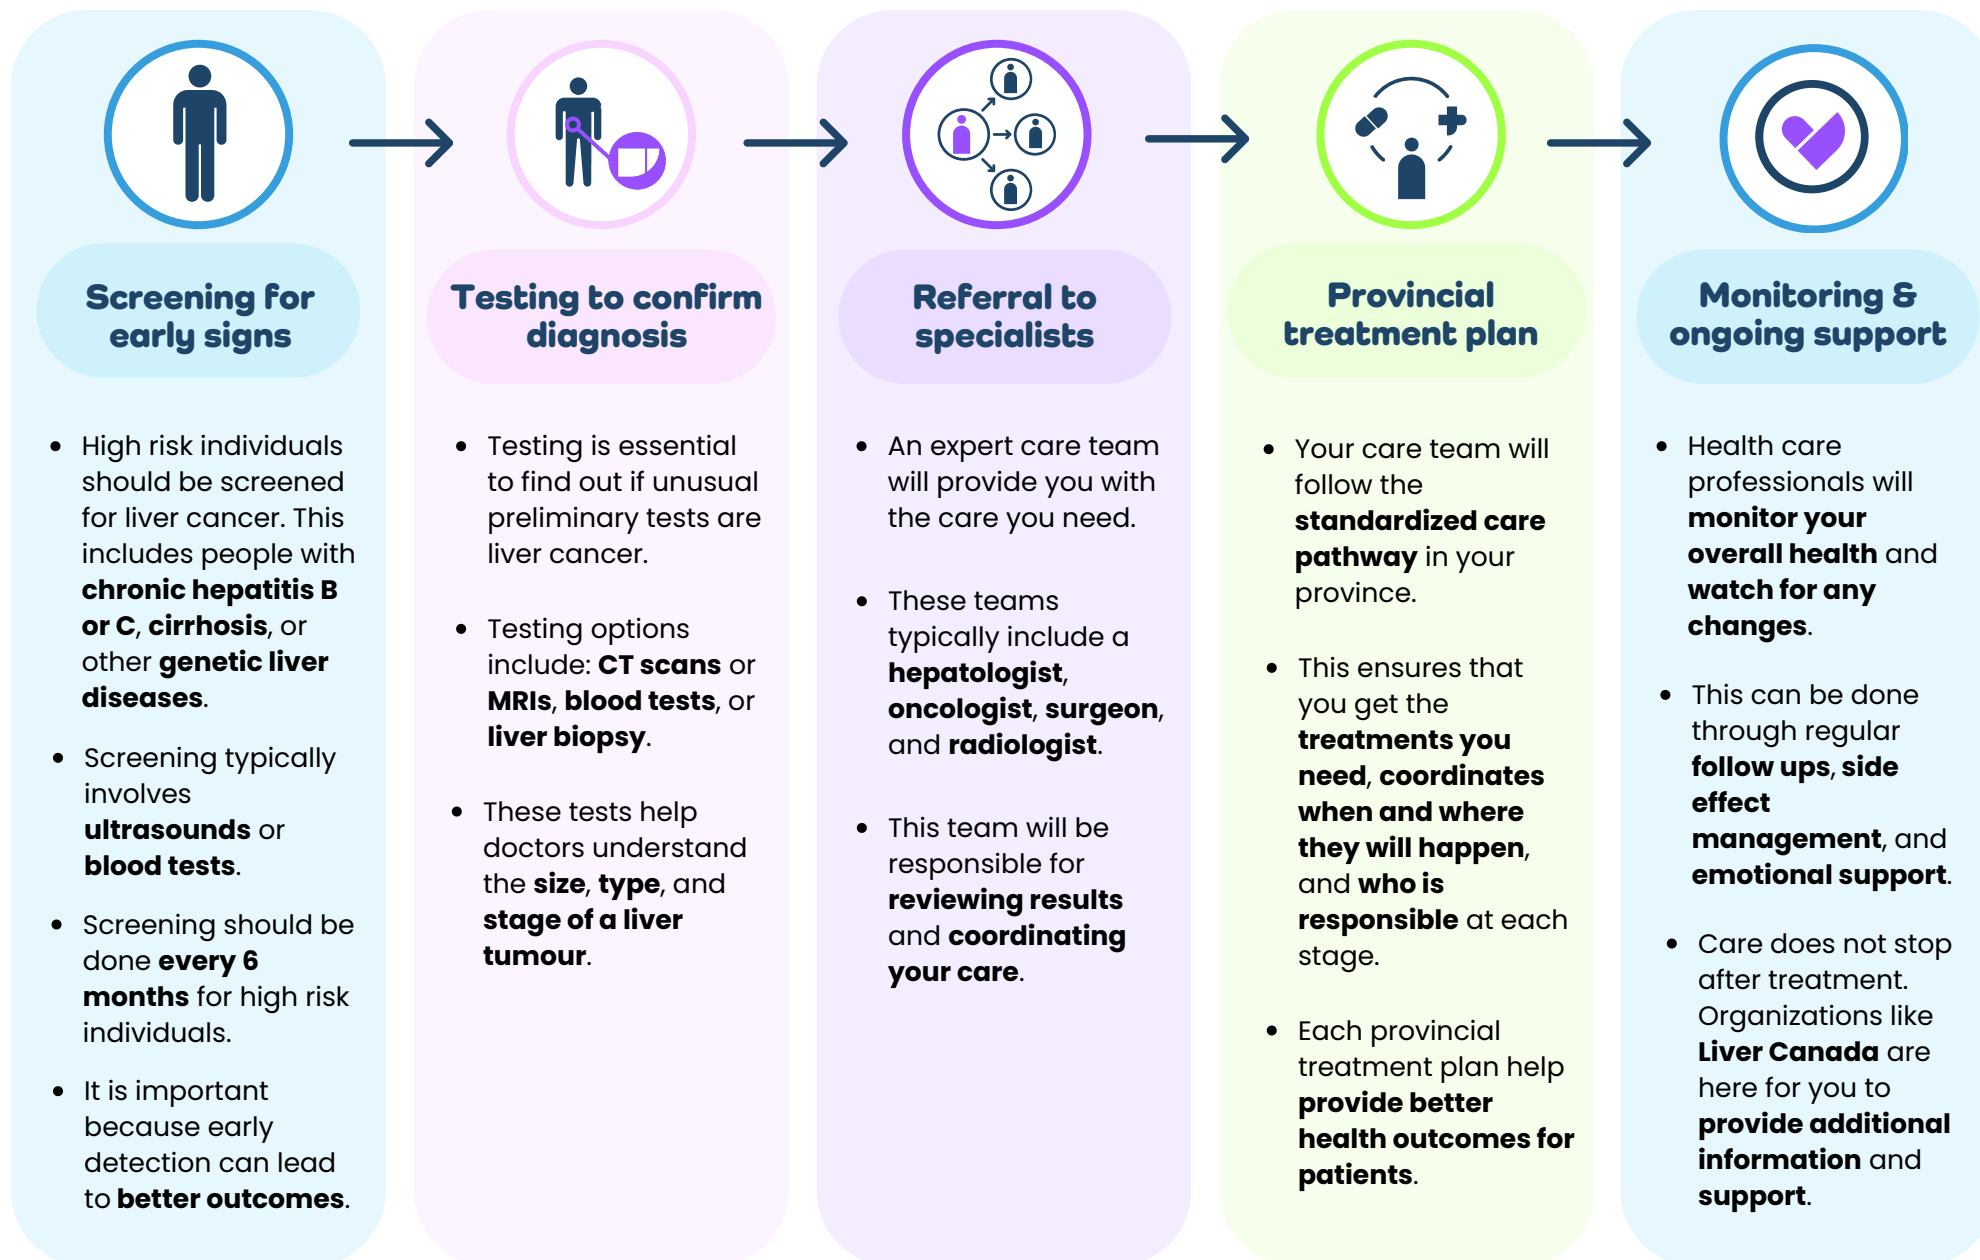 Screening for
early signs
• High risk individuals
should be screened
for liver cancer. This
includes people with
chronic hepatitis B
or C, cirrhosis, or
other genetic liver
diseases.
• Screening typically
involves
ultrasounds or
blood tests.
• Screening should be
done every 6
months for high risk
individuals.
• It is important
because early
detection can lead
to better outcomes.
Testing to confirm
diagnosis
• Testing is essential
to find out if unusual
preliminary tests are
liver cancer.
• Testing options
include: CT scans or
MRIs, blood tests, or
liver biopsy.
• These tests help
doctors understand
the size, type, and
stage of a liver
tumour.
Referral to
specialists
• An expert care team
will provide you with
the care you need.
• These teams
typically include a
hepatologist,
oncologist, surgeon,
and radiologist.
• This team will be
responsible for
reviewing results
and coordinating
your care.
Provincial
treatment plan
• Your care team will
follow the
standardized care
pathway in your
province.
• This ensures that
you get the
treatments you
need, coordinates
when and where
they will happen,
and who is
responsible at each
stage.
• Each provincial
treatment plan help
provide better
health outcomes for
patients.
Monitoring &
ongoing support
• Health care
professionals will
monitor your
overall health and
watch for any
changes.
• This can be done
through regular
follow ups, side
effect
management, and
emotional support.
• Care does not stop
after treatment.
Organizations like
Liver Canada are
here for you to
provide additional
information and
support.